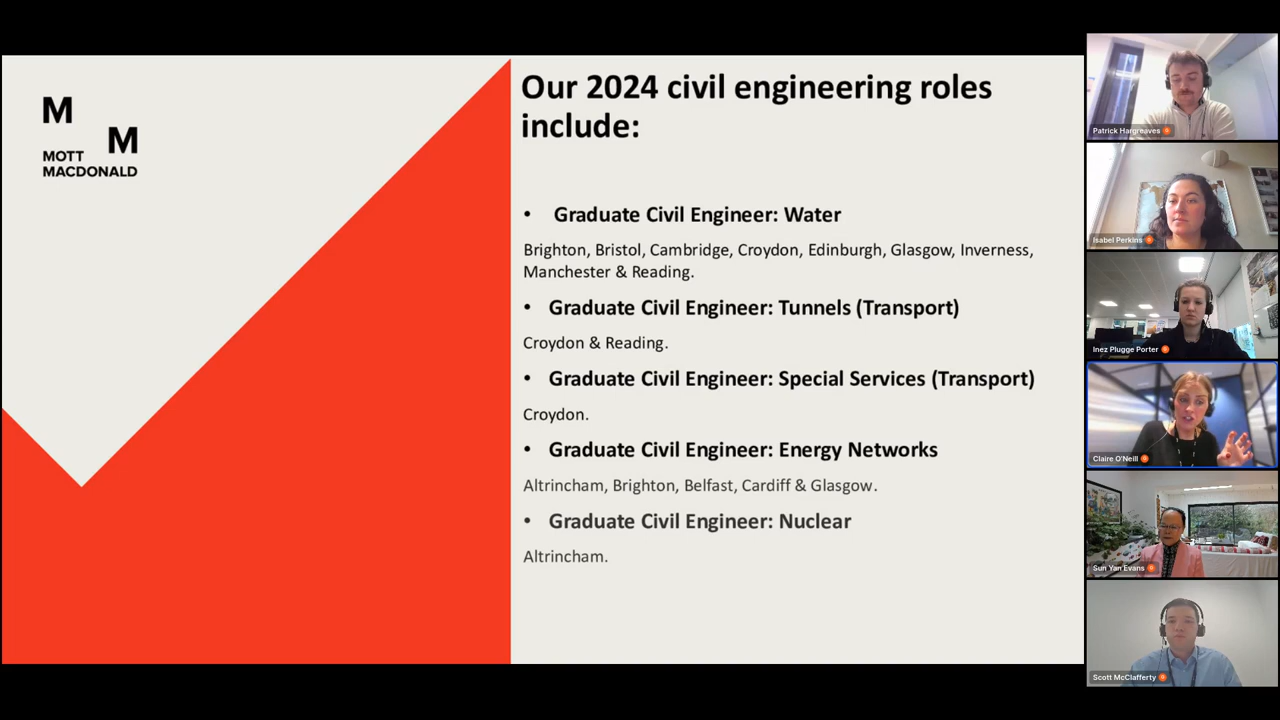 M
M
MOTT
MACDONALD
Our 2024 civil engineering roles
include:
• Graduate Civil Engineer: Water
Brighton, Bristol, Cambridge, Croydon, Edinburgh, Glasgow, Inverness,
Manchester & Reading.
• Graduate Civil Engineer: Tunnels (Transport)
Croydon & Reading.
• Graduate Civil Engineer: Special Services (Transport)
Croydon.
• Graduate Civil Engineer: Energy Networks
Altrincham, Brighton, Belfast, Cardiff & Glasgow.
• Graduate Civil Engineer: Nuclear
Altrincham.
Patrick Hargreaves
Isabel Perkins
Inez Plugge Porter
Claire O'Neill
Sun Yan Evans
Scott McClafferty